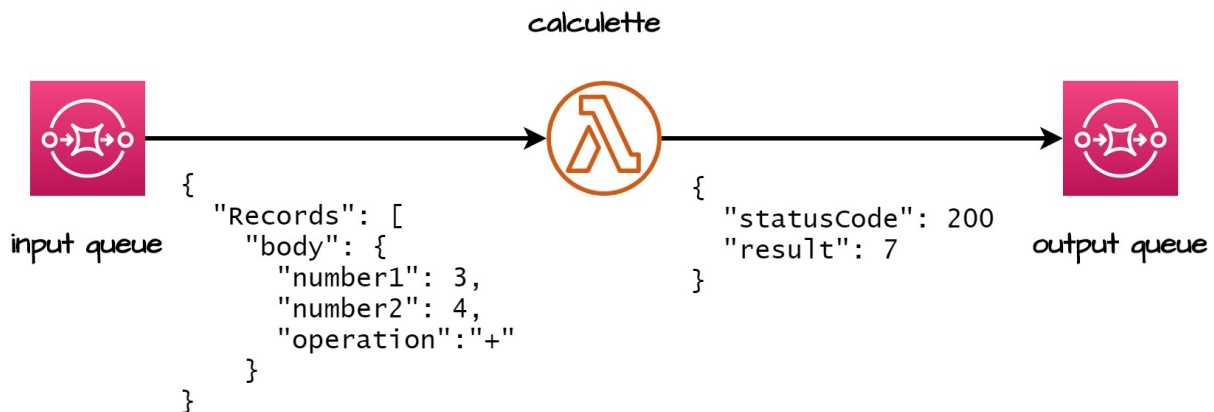 calculette
input queue
{
  "Records": [
    "body": {
      "number1": 3,
      "number2": 4,
      "operation":"+"
    }
}
{
  "statusCode": 200
  "result": 7
}
output queue